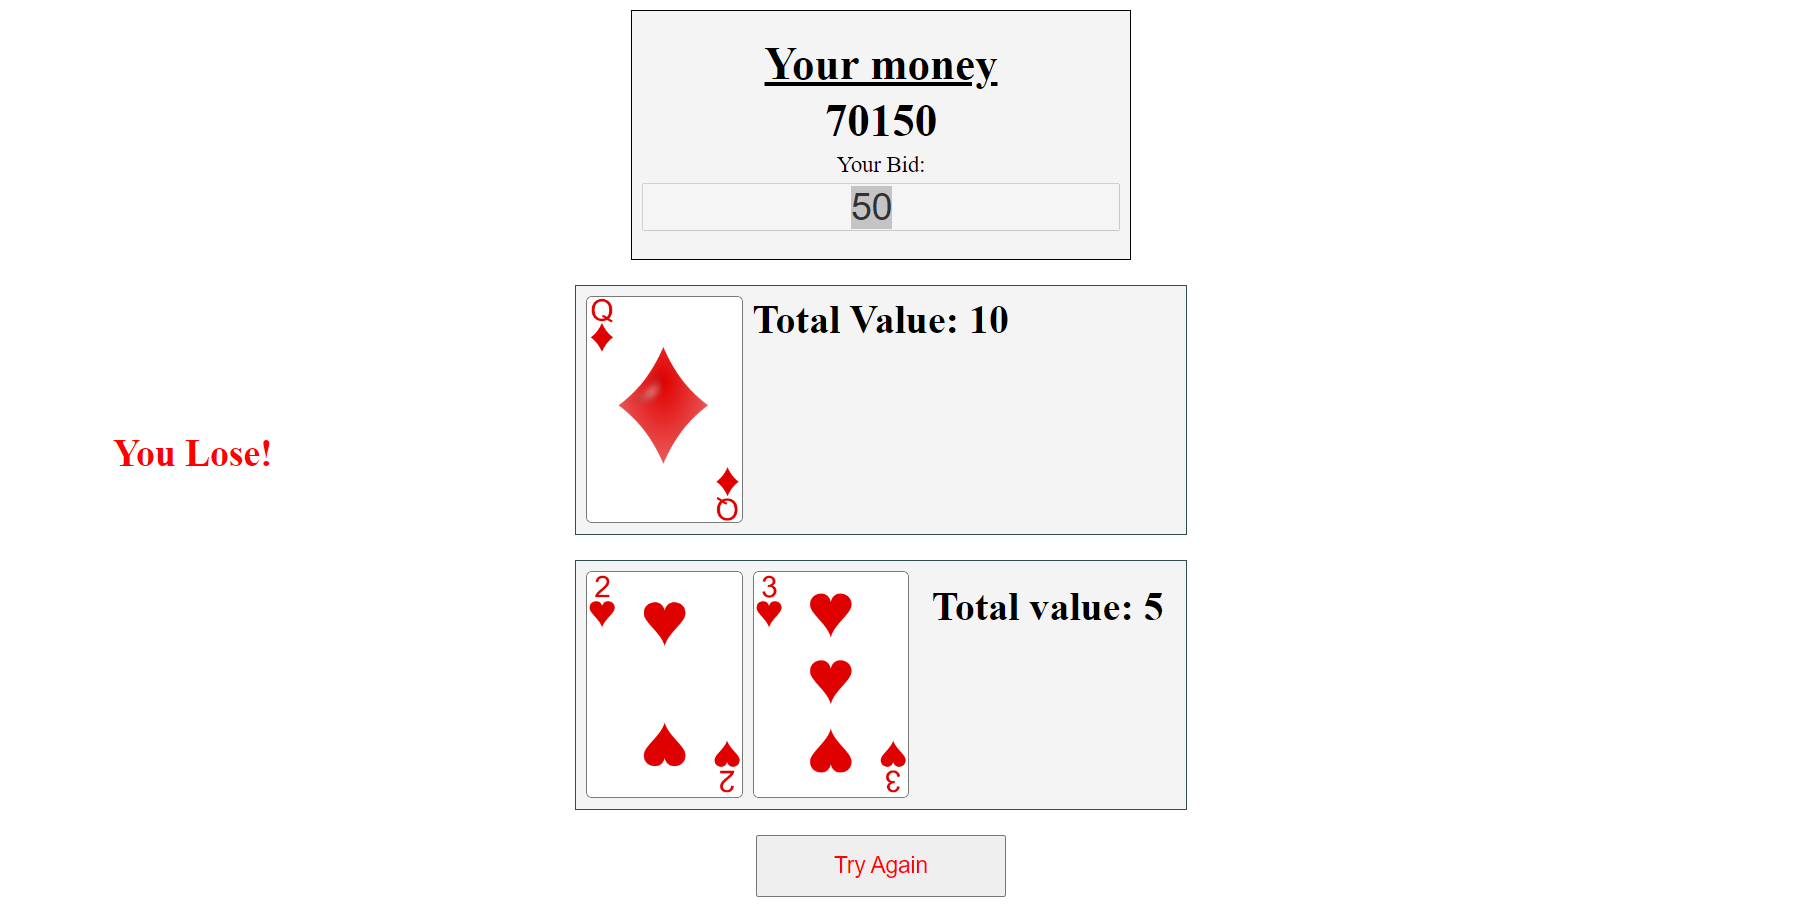 Your money
70150
Your Bid:
50
Q
Total Value: 10
Q
You Lose!
2
3
Total value: 5
2
3
Try Again